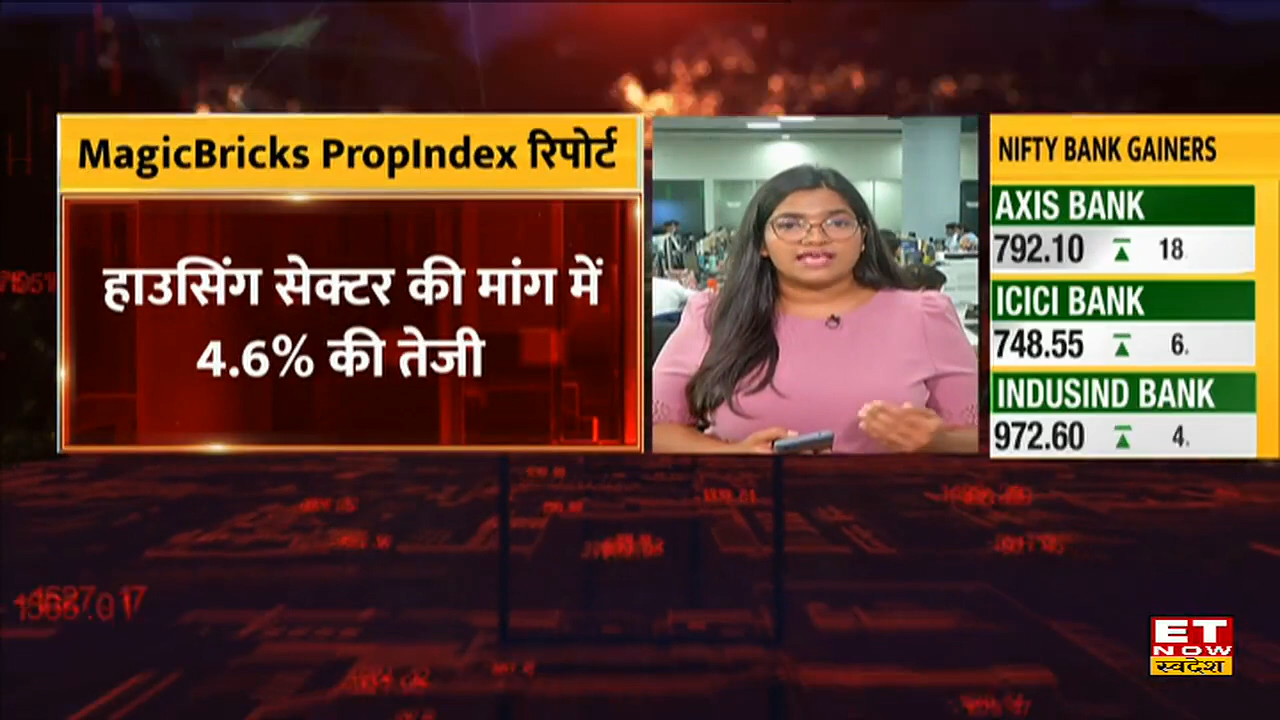 MagicBricks PropIndex रिपोर्ट
हाउसिंग सेक्टर की मांग में
4.6% की तेजी
NIFTY BANK GAINERS
AXIS BANK
792.10 18
ICICI BANK
748.55 6.
INDUSIND BANK
972.60 4.
ET
NOW
स्वदेश